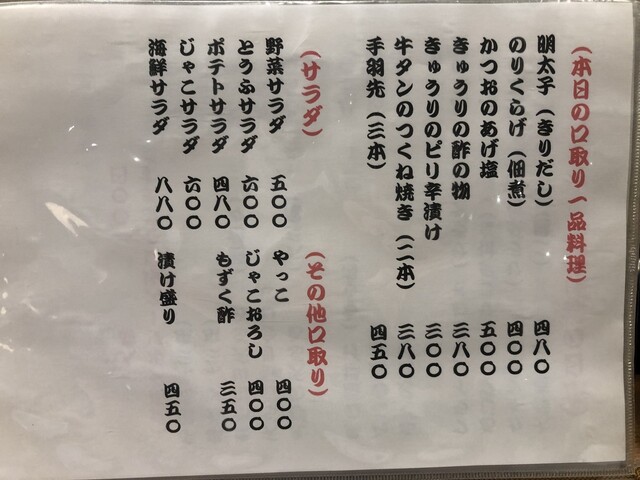 (本日の口取り一品料理)
明太子(きりだし) 四八〇
のりくらげ(佃煮) 四〇〇
かつおのあげ塩 五〇〇
きゅうりの酢の物 三八〇
きゅうりのピリ辛漬け 三〇〇
牛タンのつくね焼き(二本) 三八〇
手羽先(三本) 四五〇
(サラダ)
野菜サラダ 五〇〇
とうふサラダ 六〇〇
ポテトサラダ 四八〇
じゃこサラダ 六〇〇
海鮮サラダ 八八〇
(その他口取り)
やっこ 四〇〇
じゃこおろし 四〇〇
もずく酢 三五〇
漬け盛り 四五〇